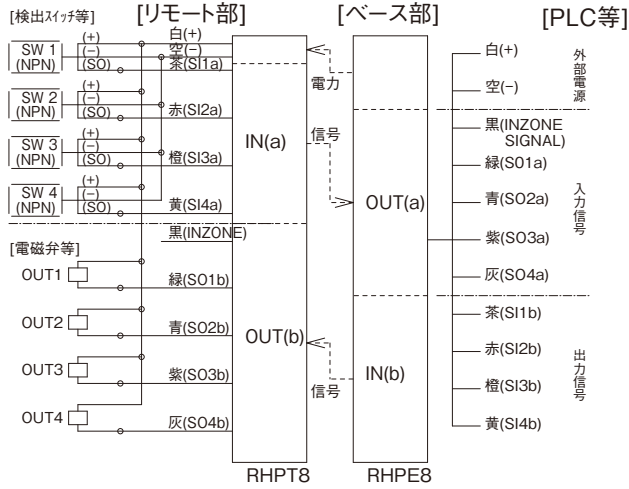 [検出スイッチ等]
[リモート部]
[ベース部]
[PLC等]
SW 1
(NPN)
(+)
(−)
(SO)
白(+)
空(−)
茶(SI1a)
SW 2
(NPN)
(+)
(−)
(SO)
赤(SI2a)
SW 3
(NPN)
(+)
(−)
(SO)
橙(SI3a)
SW 4
(NPN)
(+)
(−)
(SO)
黄(SI4a)
IN(a)
電力
信号
OUT(a)
白(+)
空(−)
外部電源
黒(INZONE
SIGNAL)
緑(S01a)
青(SO2a)
紫(SO3a)
灰(SO4a)
入力信号
黒(INZONE)
[電磁弁等]
OUT1
緑(SO1b)
OUT2
青(SO2b)
OUT3
紫(SO3b)
OUT4
灰(SO4b)
OUT(b)
信号
IN(b)
茶(SI1b)
赤(SI2b)
橙(SI3b)
黄(SI4b)
出力信号
RHPT8
RHPE8